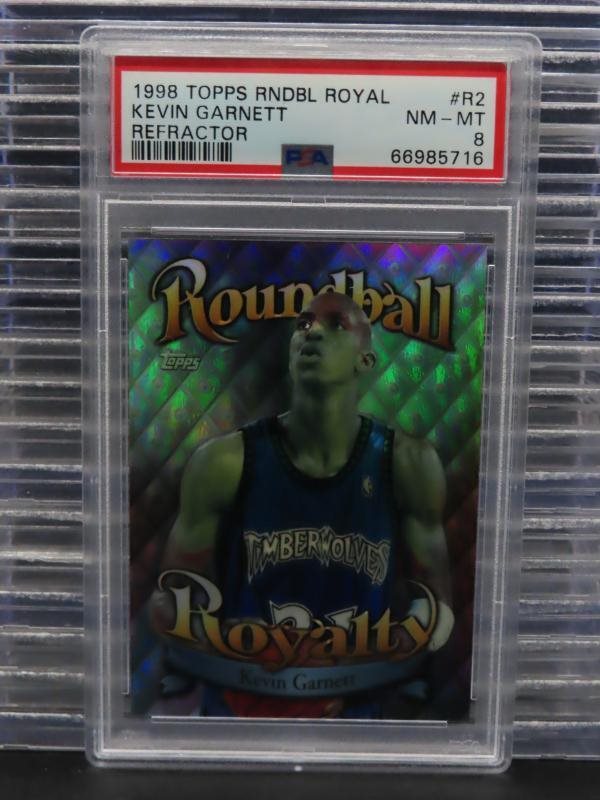 1998 TOPPS RNDBL ROYAL #R2
KEVIN GARNETT NM - MT
REFRACTOR 8
PSA 66985716
Roundball
Topps
TIMBERWOLVES
Royalty
Kevin Garnett